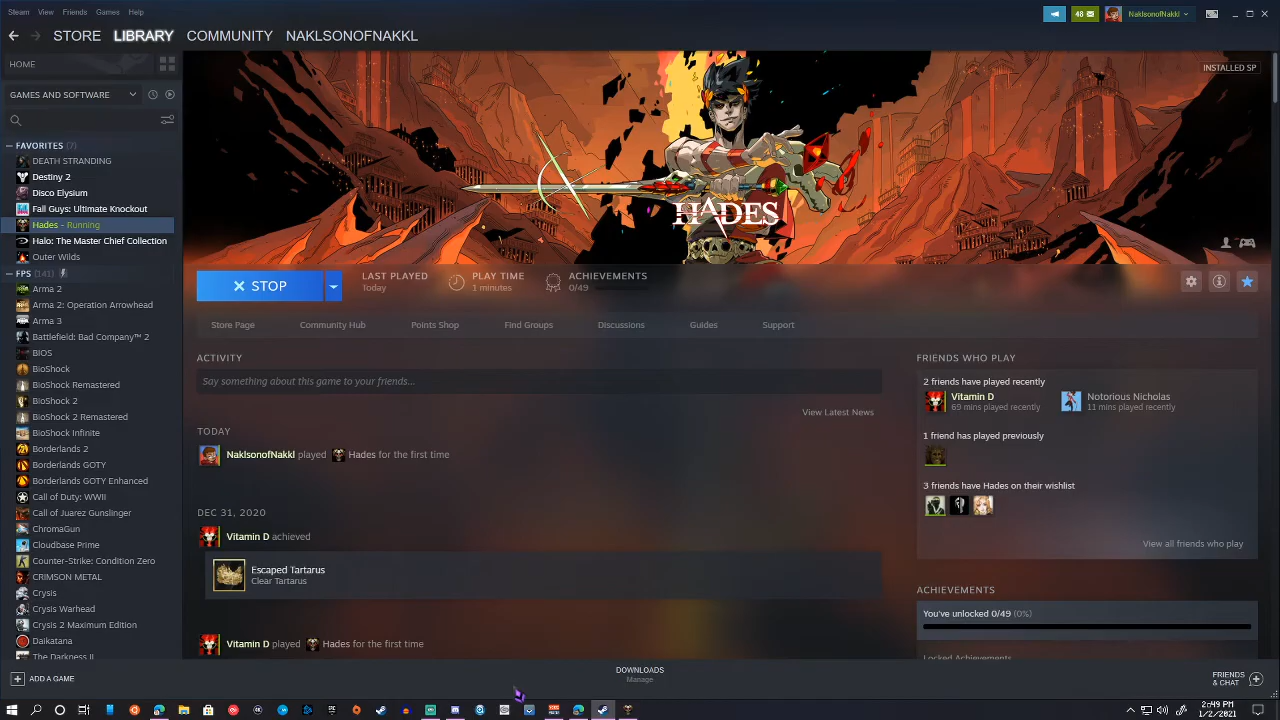 Steam View Friends Games Help
48 NaklsonofNakkl
STORE LIBRARY COMMUNITY NAKLSONOFNAKKL
HOME
GAMES AND SOFTWARE
FAVORITES (7)
DEATH STRANDING
Destiny 2
Disco Elysium
Fall Guys: Ultimate Knockout
Hades - Running
Halo: The Master Chief Collection
Outer Wilds
FPS (141)
Arma 2
Arma 2: Operation Arrowhead
Arma 3
Battlefield: Bad Company™ 2
BIOS
BioShock
BioShock Remastered
BioShock 2
BioShock 2 Remastered
BioShock Infinite
Borderlands 2
Borderlands GOTY
Borderlands GOTY Enhanced
Call of Duty: WWII
Call of Juarez Gunslinger
ChromaGun
Cloudbase Prime
Counter-Strike: Condition Zero
CRIMSON METAL
Crysis
Crysis Warhead
Crysis 2 Maximum Edition
Daikatana
The Darkness II
ADD A GAME
INSTALLED SP
HADES
STOP
LAST PLAYED
Today
PLAY TIME
1 minutes
ACHIEVEMENTS
0/49
Store Page Community Hub Points Shop Find Groups Discussions Guides Support
ACTIVITY
Say something about this game to your friends...
View Latest News
TODAY
NaklsonofNakkl played Hades for the first time
DEC 31, 2020
Vitamin D achieved
Escaped Tartarus
Clear Tartarus
Vitamin D played Hades for the first time
FRIENDS WHO PLAY
2 friends have played recently
Vitamin D
69 mins played recently
Notorious Nicholas
11 mins played recently
1 friend has played previously
3 friends have Hades on their wishlist
View all friends who play
ACHIEVEMENTS
You've unlocked 0/49 (0%)
Locked Achievements
DOWNLOADS
Manage
FRIENDS
& CHAT
2:49 PM
1/2/2021